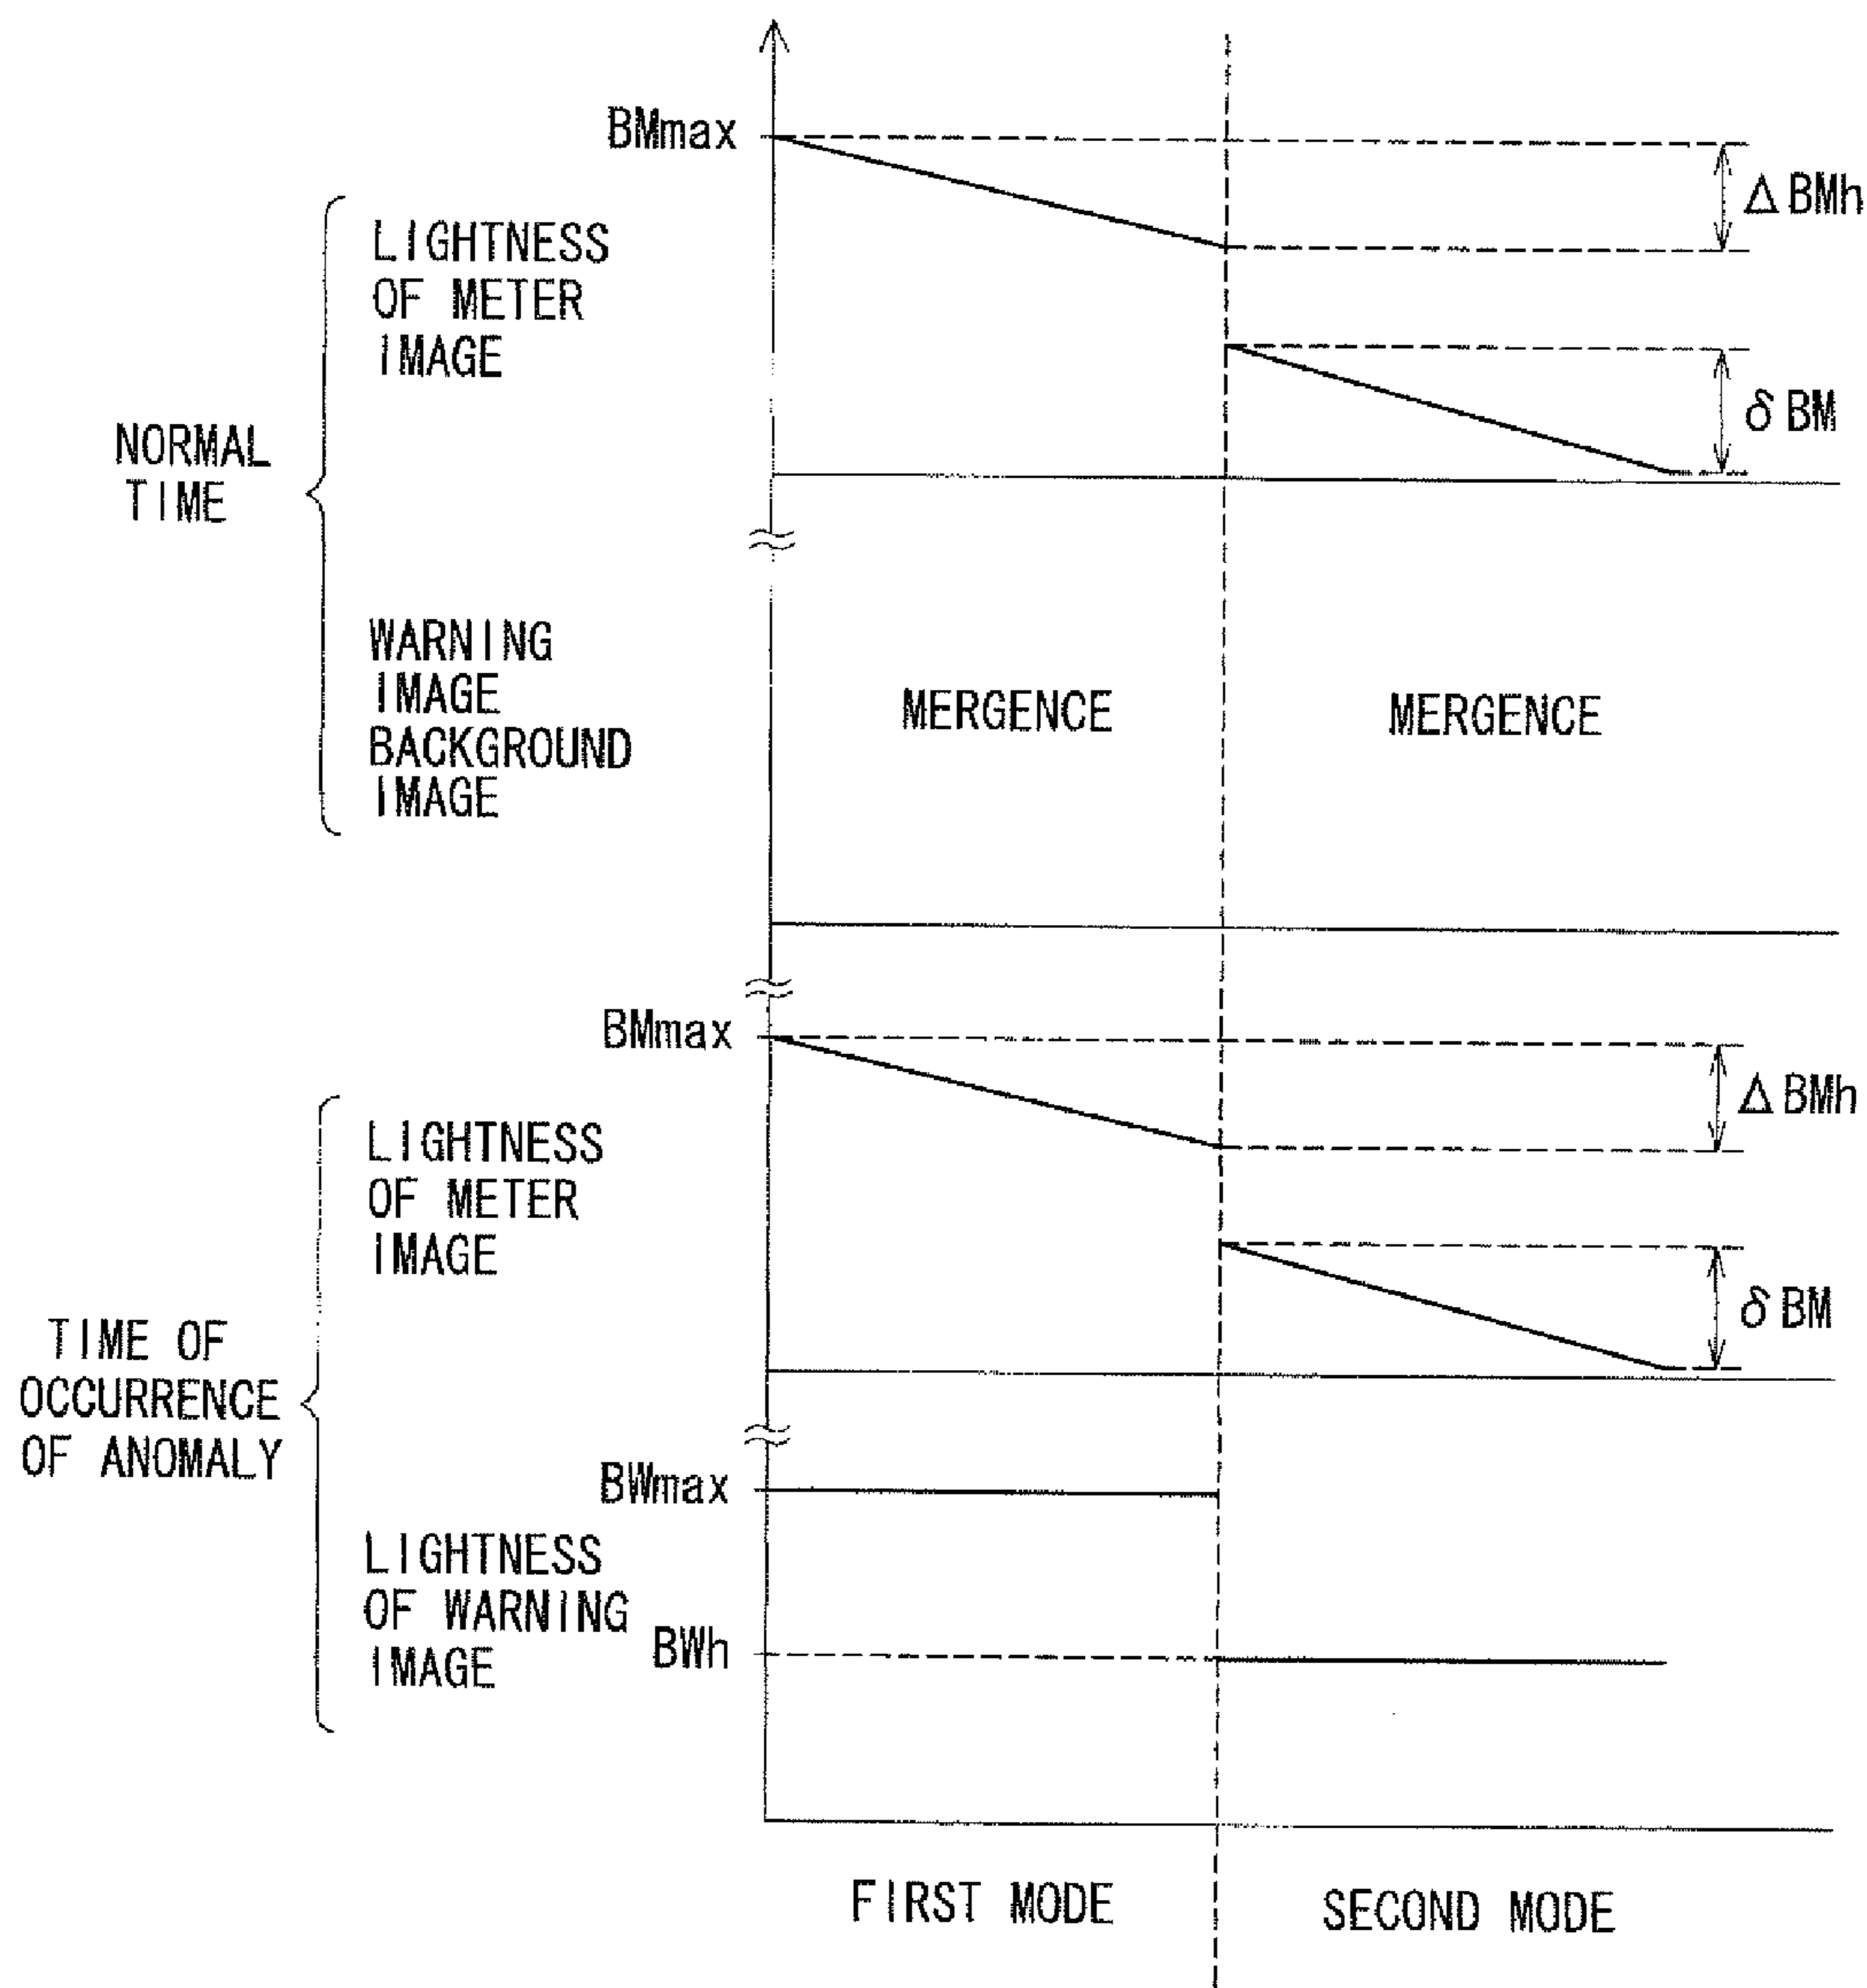 BMmax
ΔBMh
LIGHTNESS
OF METER
IMAGE
δBM
NORMAL
TIME
WARNING
IMAGE
BACKGROUND
IMAGE
MERGENCE
MERGENCE
BMmax
ΔBMh
LIGHTNESS
OF METER
IMAGE
δBM
TIME OF
OCCURRENCE
OF ANOMALY
BWmax
LIGHTNESS
OF WARNING
IMAGE
BWh
FIRST MODE
SECOND MODE